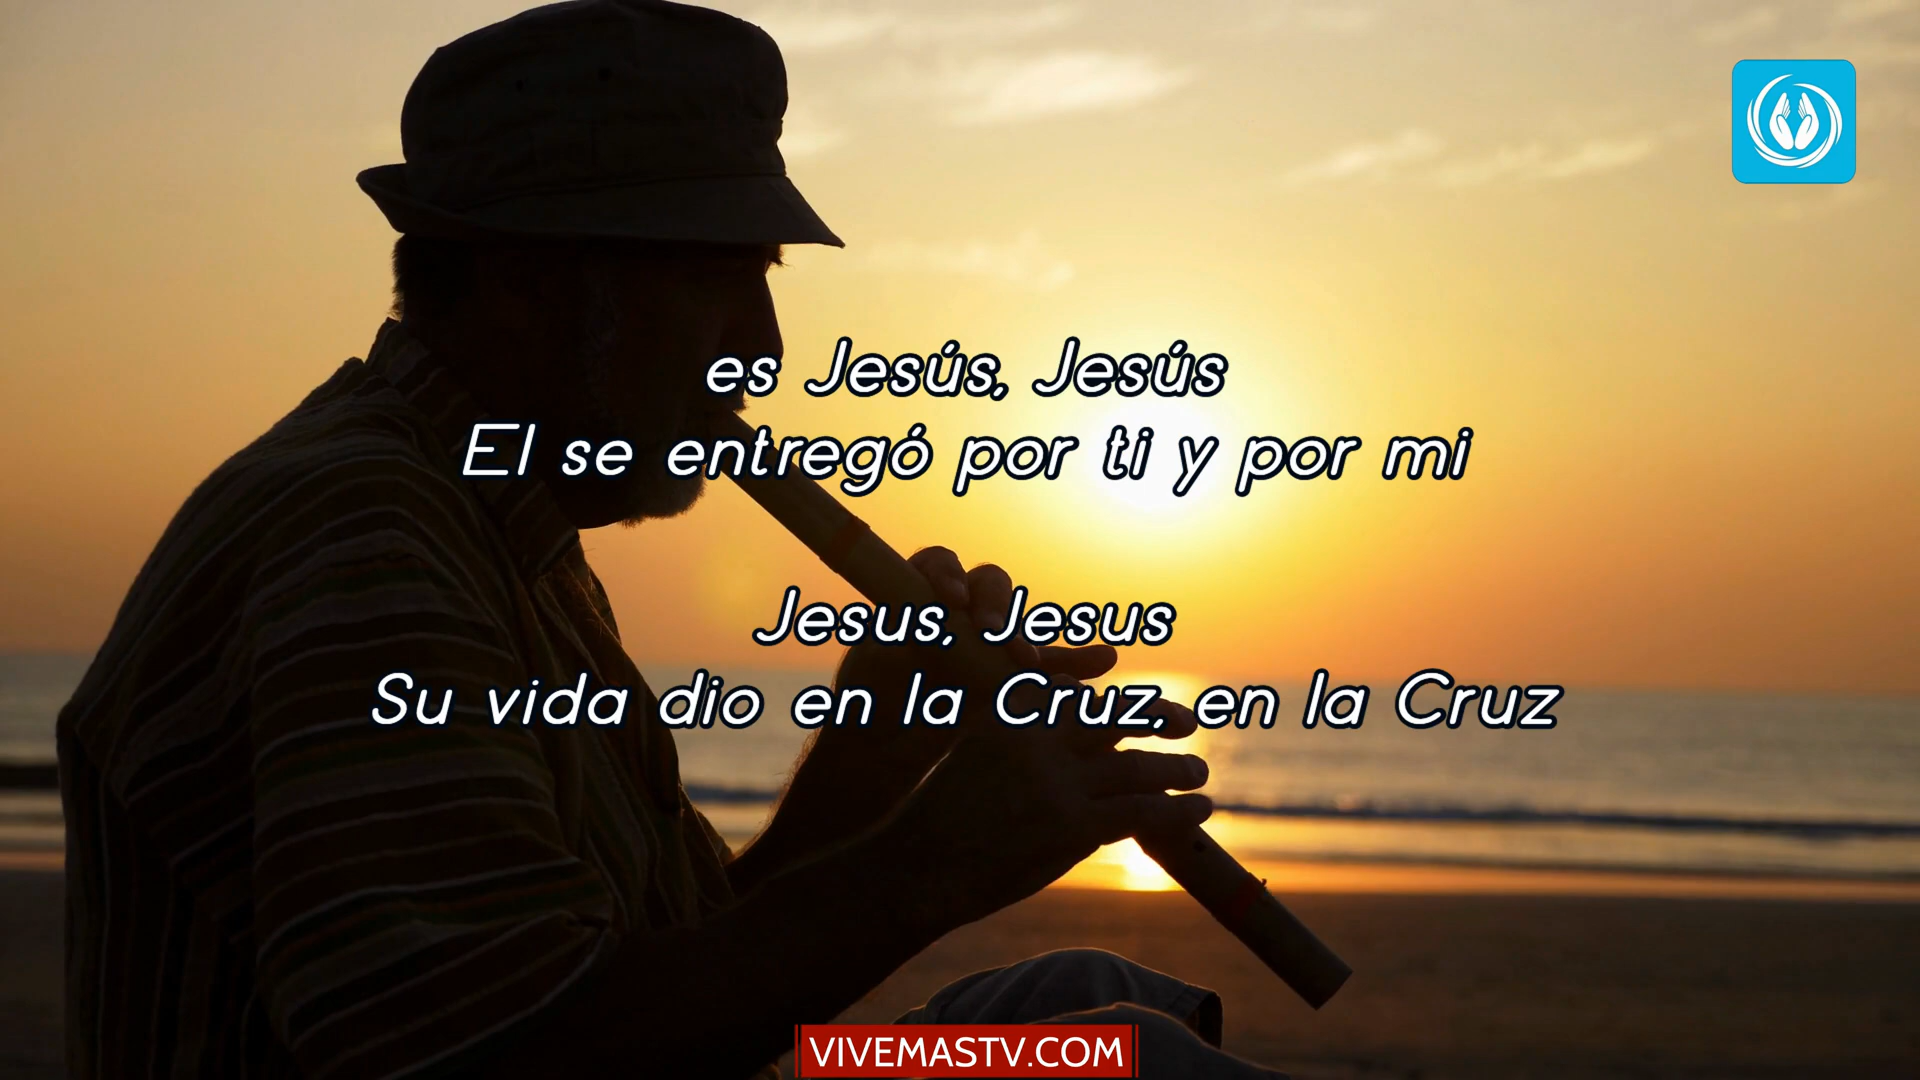 es Jesús, Jesús
El se entregó por ti y por mi
Jesus, Jesus
Su vida dio en la Cruz, en la Cruz
VIVEMASTV.COM